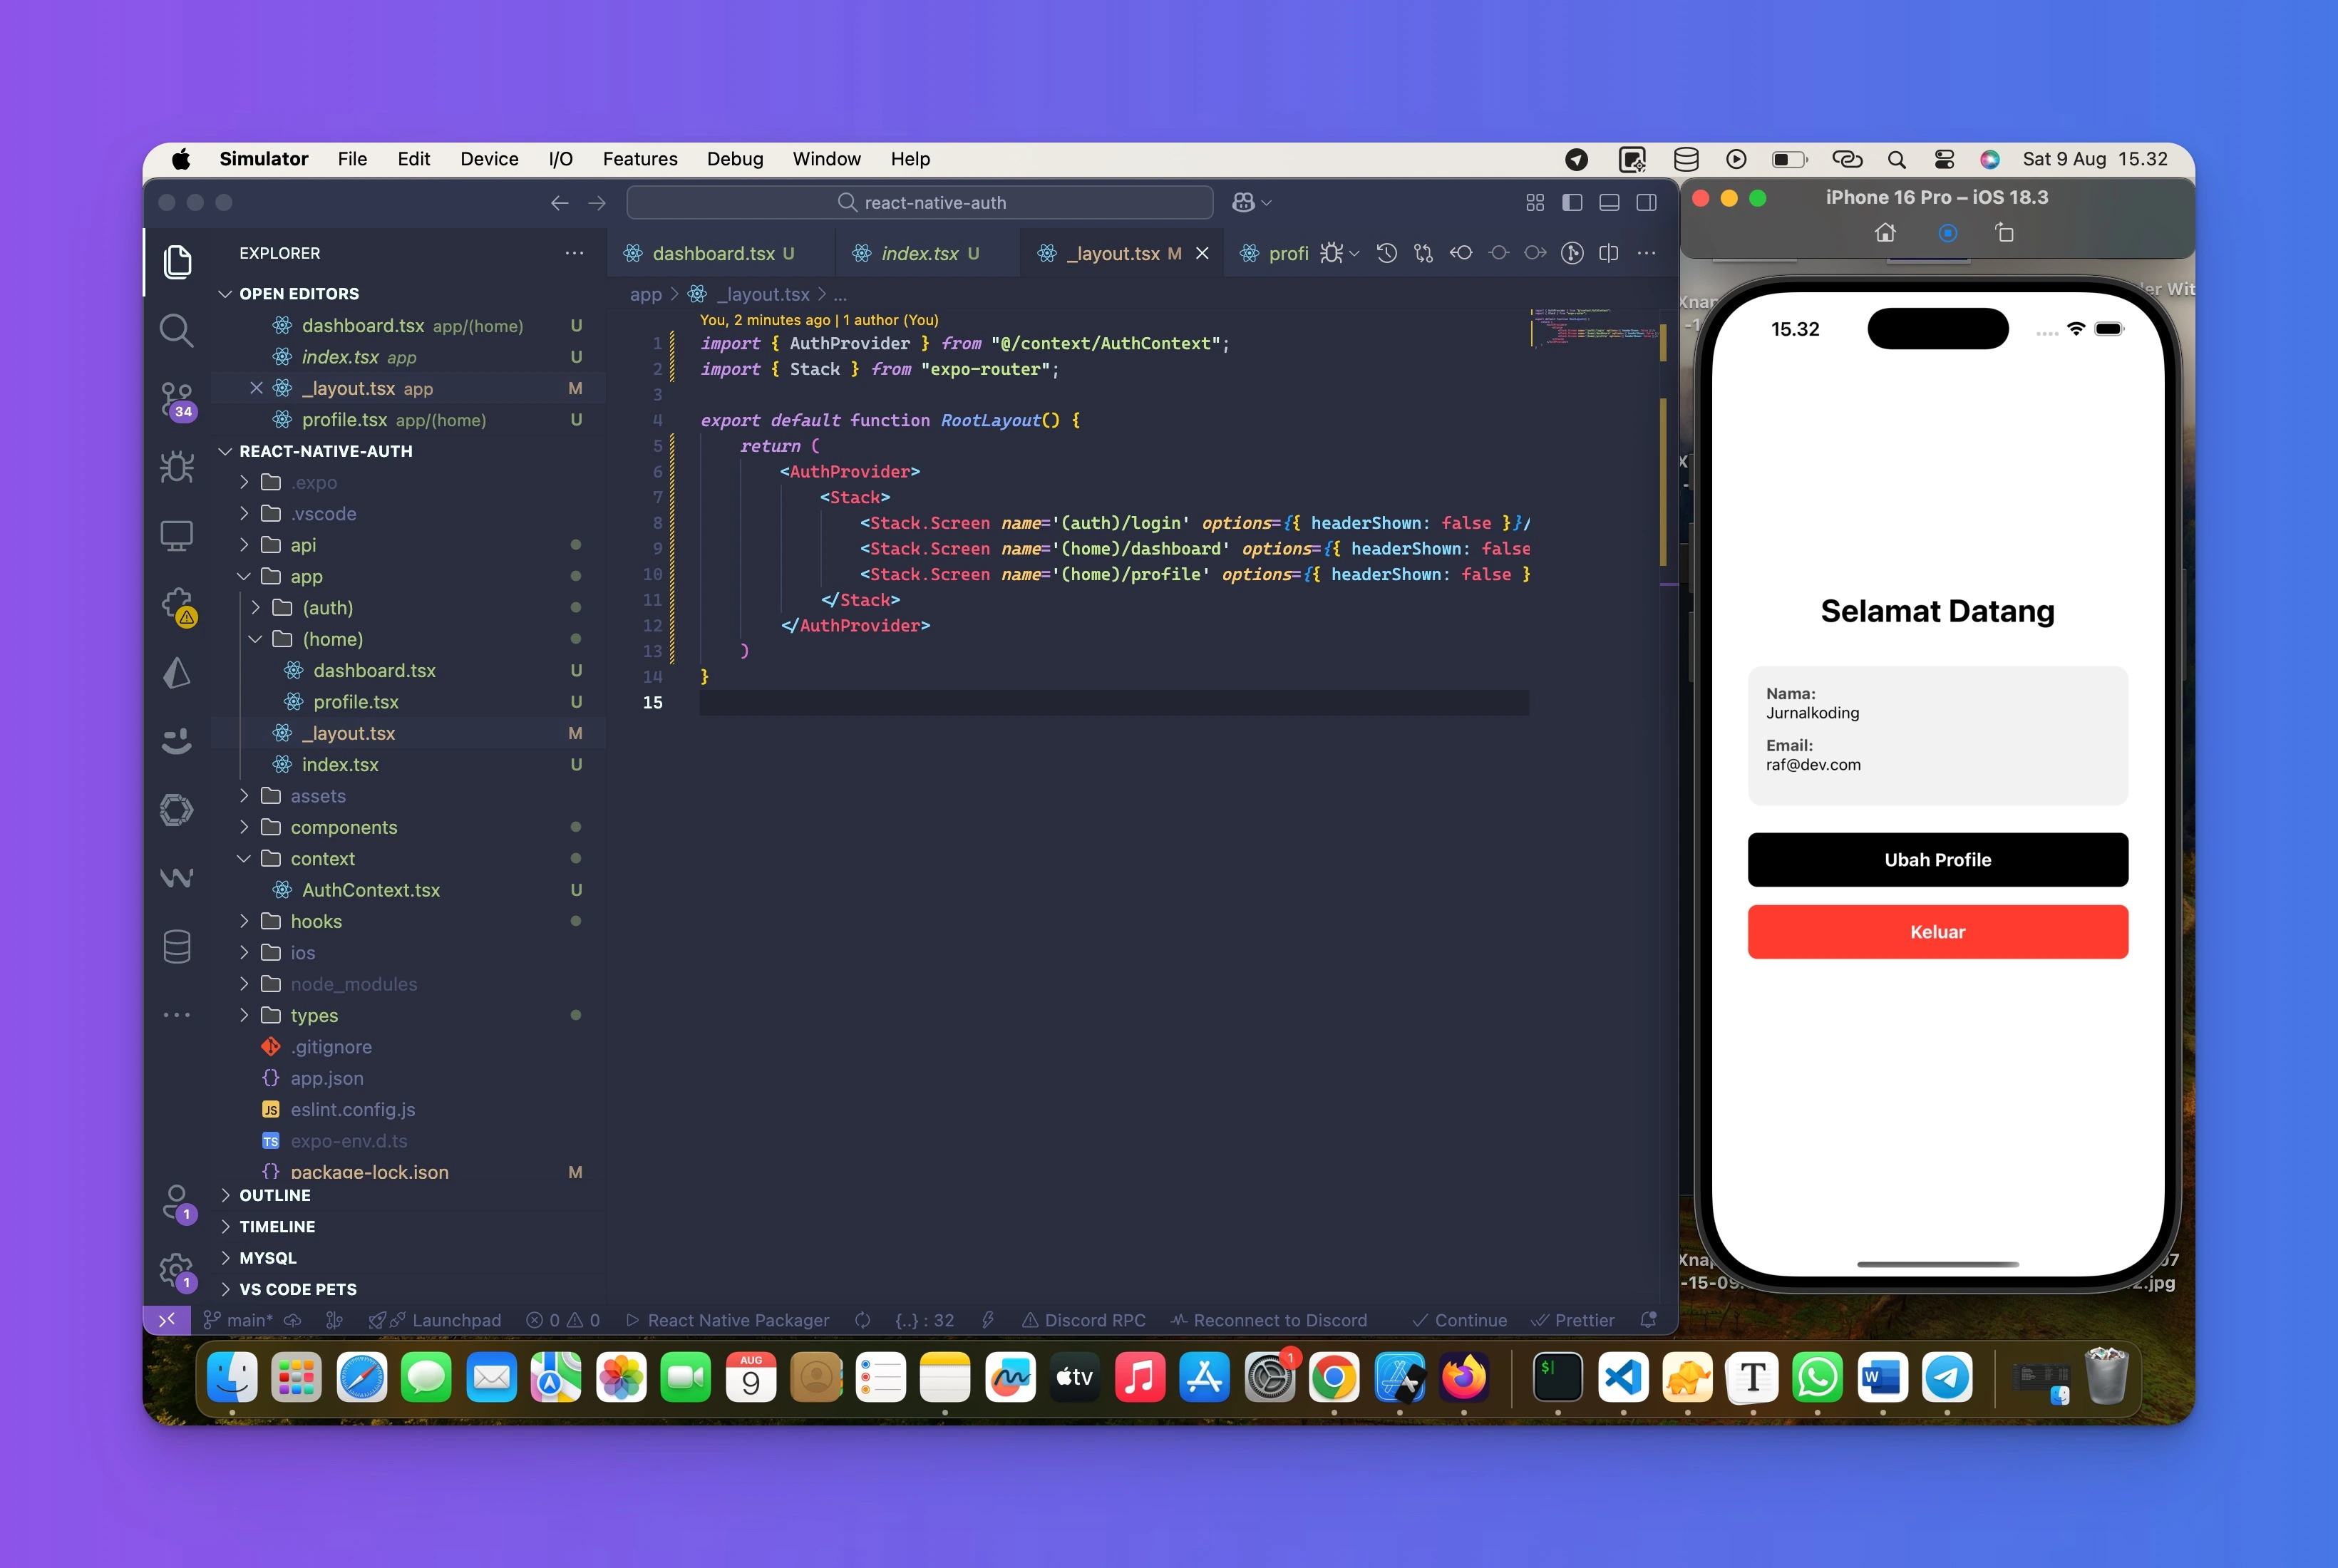 Simulator File Edit Device I/O Features Debug Window Help Sat 9 Aug 15.32
react-native-auth
EXPLORER
OPEN EDITORS
dashboard.tsx app/(home) U
index.tsx app U
_layout.tsx app M
profile.tsx app/(home) U
REACT-NATIVE-AUTH
.expo
.vscode
api
app
(auth)
(home)
dashboard.tsx U
profile.tsx U
_layout.tsx M
index.tsx U
assets
components
context
AuthContext.tsx U
hooks
ios
node_modules
types
.gitignore
{} app.json
JS eslint.config.js
TS expo-env.d.ts
{} package-lock.json M
OUTLINE
TIMELINE
MYSQL
VS CODE PETS
34
1
1
dashboard.tsx U index.tsx U _layout.tsx M profi
app > _layout.tsx > ...
You, 2 minutes ago | 1 author (You)
1 import { AuthProvider } from "@/context/AuthContext";
2 import { Stack } from "expo-router";
3
4 export default function RootLayout() {
5 return (
6 <AuthProvider>
7 <Stack>
8 <Stack.Screen name='(auth)/login' options={{ headerShown: false }}/
9 <Stack.Screen name='(home)/dashboard' options={{ headerShown: false
10 <Stack.Screen name='(home)/profile' options={{ headerShown: false }
11 </Stack>
12 </AuthProvider>
13 )
14 }
15
main* Launchpad 0 0 React Native Packager {..} : 32 Discord RPC Reconnect to Discord Continue Prettier
iPhone 16 Pro – iOS 18.3
15.32
Selamat Datang
Nama:
Jurnalkoding
Email:
raf@dev.com
Ubah Profile
Keluar
AUG
9
tv
1
$
T
W